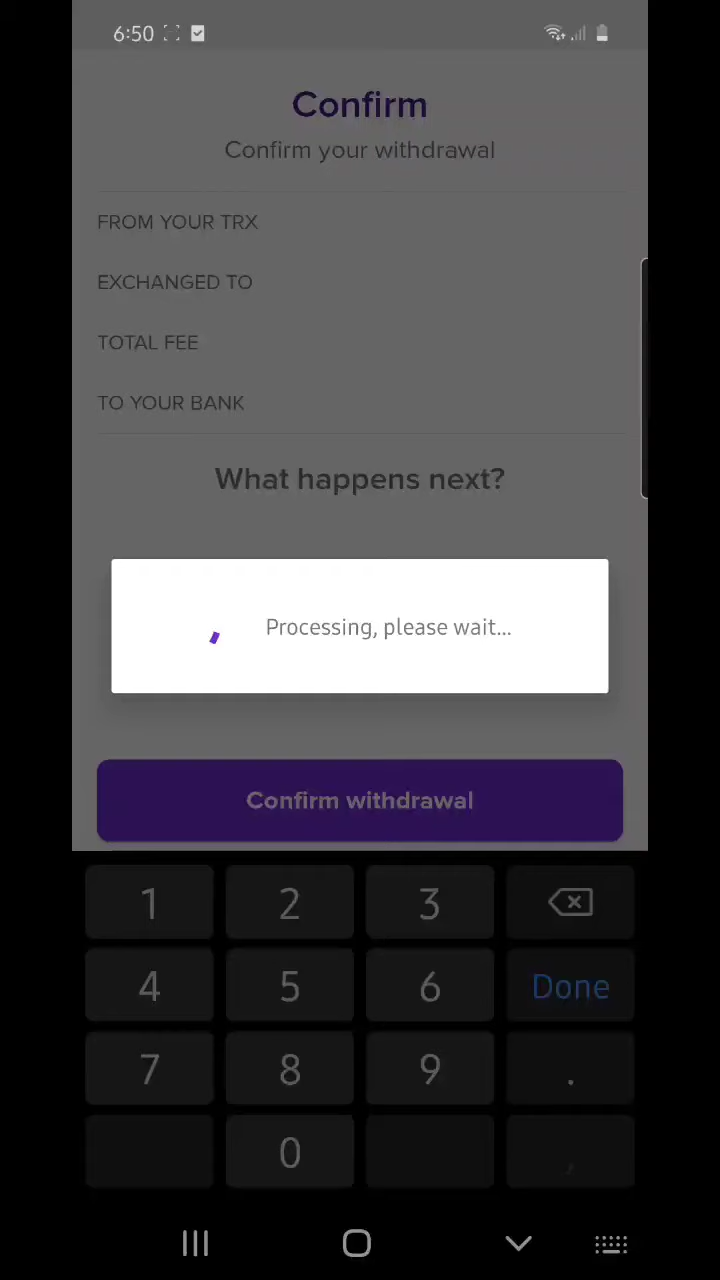 6:50
Confirm
Confirm your withdrawal
FROM YOUR TRX
EXCHANGED TO
TOTAL FEE
TO YOUR BANK
What happens next?
Processing, please wait...
Confirm withdrawal
1 2 3
4 5 6 Done
7 8 9 .
0 ,